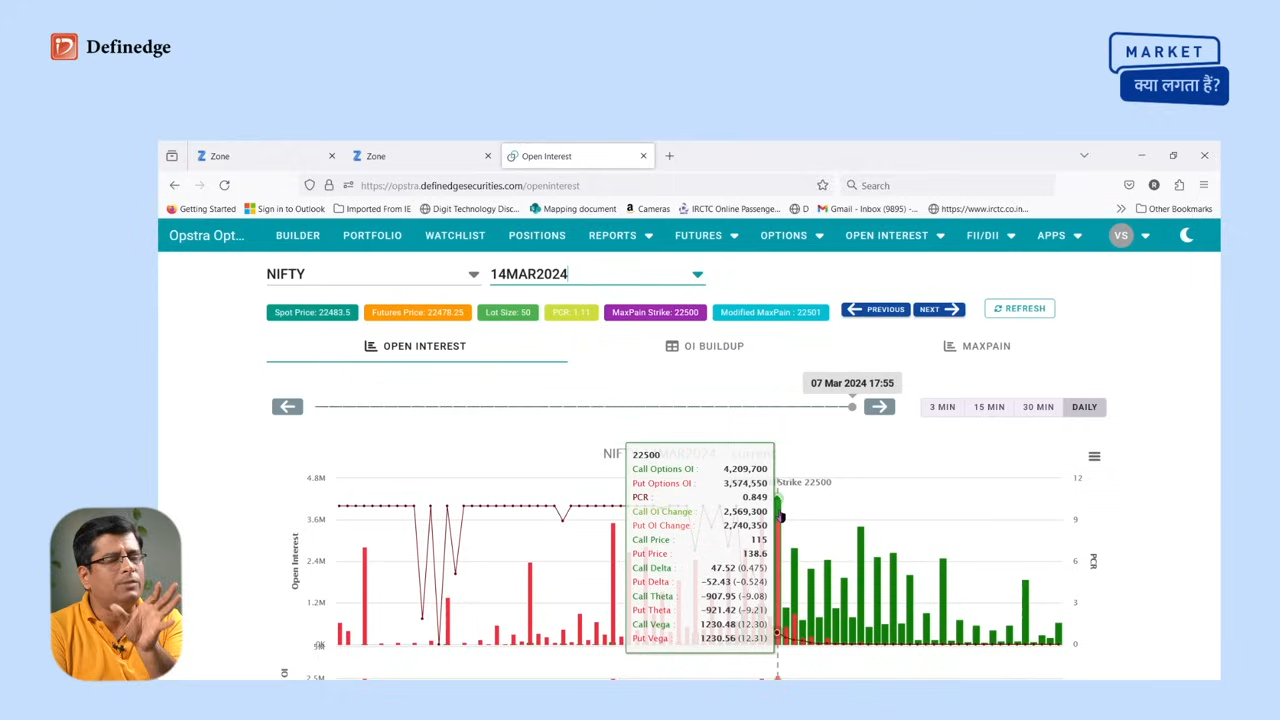 Definedge
MARKET
क्या लगता हैं?
Zone
Zone
Open Interest
https://opstra.definedgesecurities.com/openinterest
Search
Getting Started
Sign in to Outlook
Imported From IE
Digit Technology Disc...
Mapping document
Cameras
IRCTC Online Passenge...
D
Gmail - Inbox (9895) -...
https://www.irctc.co.in...
Other Bookmarks
Opstra Opt...
BUILDER
PORTFOLIO
WATCHLIST
POSITIONS
REPORTS
FUTURES
OPTIONS
OPEN INTEREST
FII/DII
APPS
VS
NIFTY
14MAR2024
Spot Price: 22483.5
Futures Price: 22478.25
Lot Size: 50
PCR: 1.11
MaxPain Strike: 22500
Modified MaxPain : 22501
PREVIOUS
NEXT
REFRESH
OPEN INTEREST
OI BUILDUP
MAXPAIN
07 Mar 2024 17:55
3 MIN
15 MIN
30 MIN
DAILY
22500
Call Options OI : 4,209,700
Put Options OI : 3,574,550
PCR : 0.849
Call OI Change : 2,569,300
Put OI Change : 2,740,350
Call Price : 115
Put Price : 138.6
Call Delta : 47.52 (0.475)
Put Delta : −52.43 (−0.524)
Call Theta : −907.95 (−9.08)
Put Theta : −921.42 (−9.21)
Call Vega : 1230.48 (12.30)
Put Vega : 1230.56 (12.31)
Strike 22500
Open Interest
4.8M
3.6M
2.4M
1.2M
0K
12
9
6
3
0
PCR
OI
2.5M